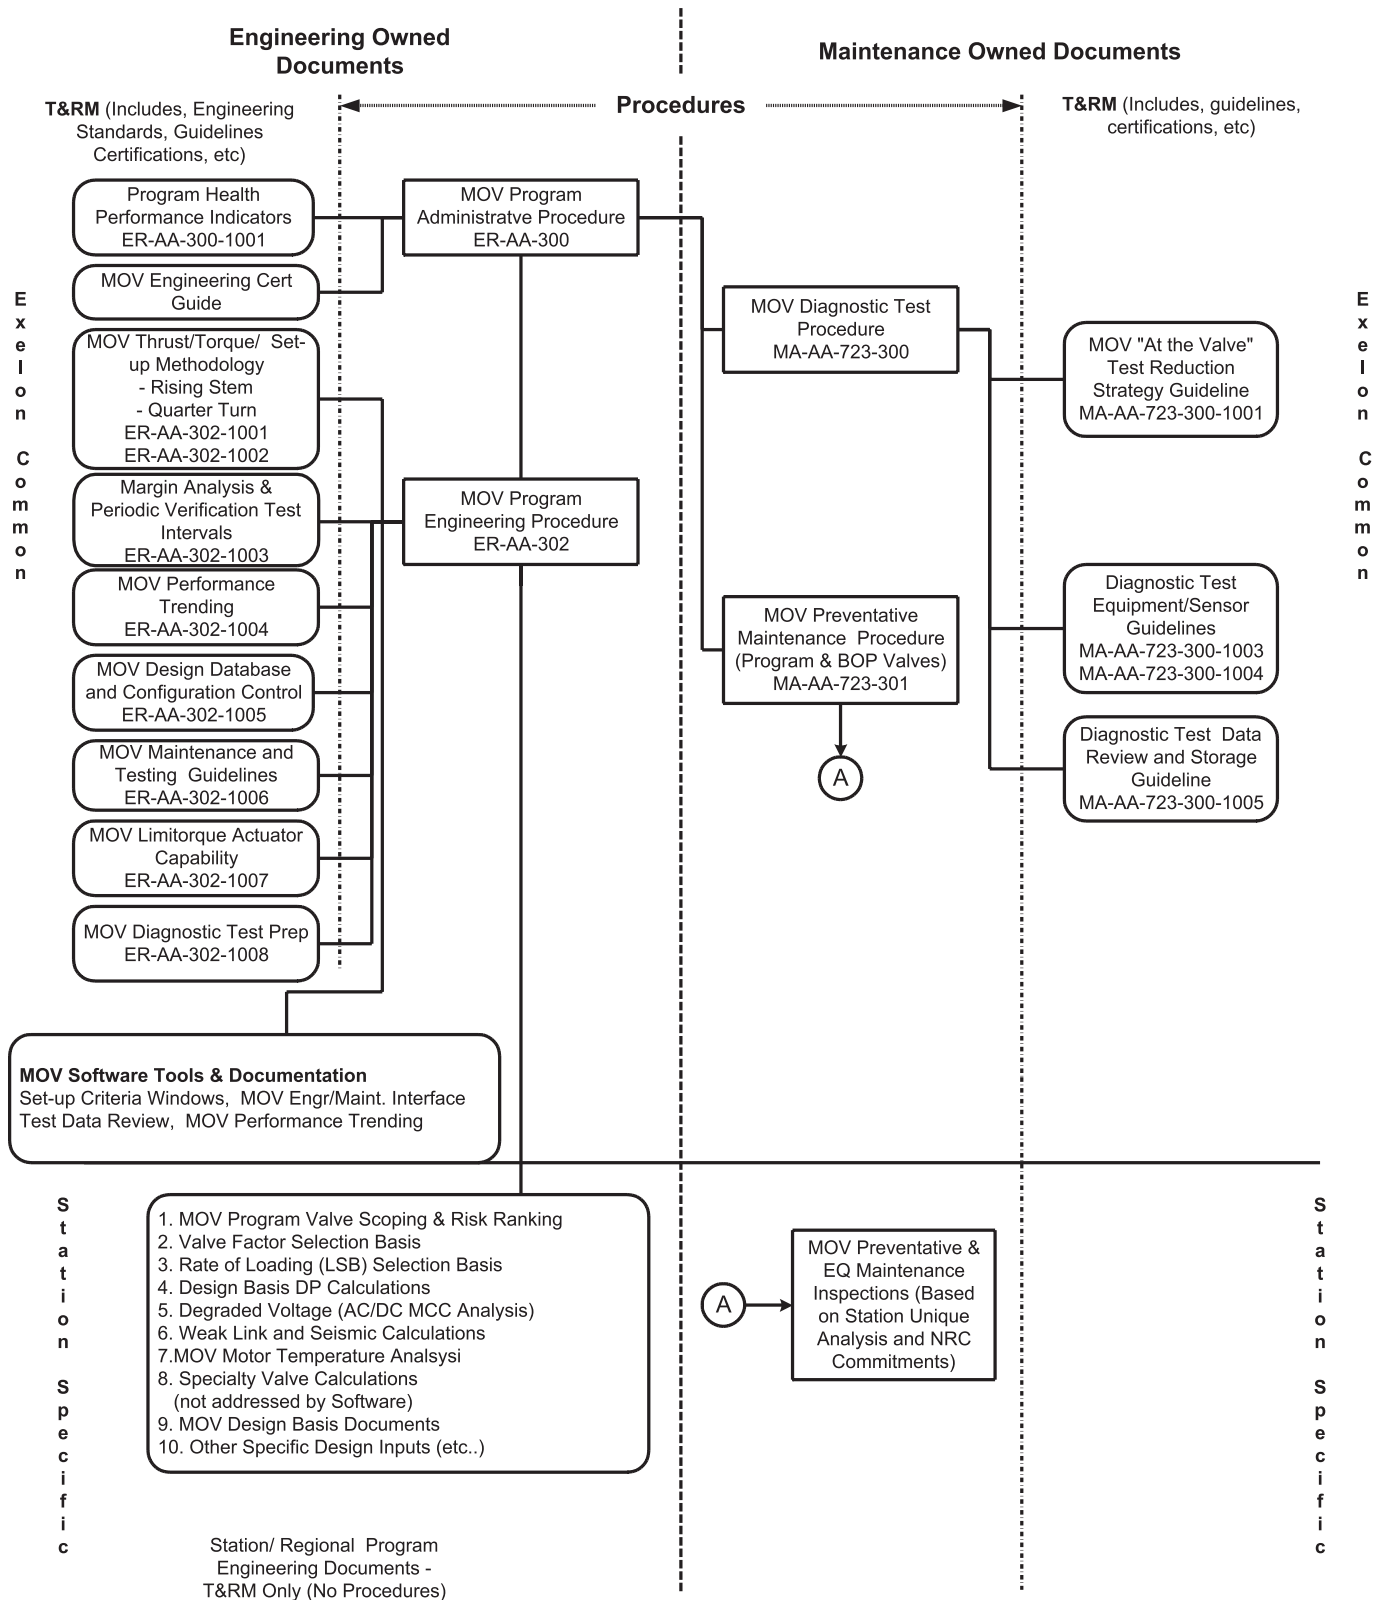 Engineering Owned
Documents
Maintenance Owned Documents
T&RM (Includes, Engineering
Standards, Guidelines
Certifications, etc)
Procedures
T&RM (Includes, guidelines,
certifications, etc)
Exelon Common
Program Health
Performance Indicators
ER-AA-300-1001
MOV Engineering Cert
Guide
MOV Thrust/Torque/ Set-
up Methodology
- Rising Stem
- Quarter Turn
ER-AA-302-1001
ER-AA-302-1002
Margin Analysis &
Periodic Verification Test
Intervals
ER-AA-302-1003
MOV Performance
Trending
ER-AA-302-1004
MOV Design Database
and Configuration Control
ER-AA-302-1005
MOV Maintenance and
Testing Guidelines
ER-AA-302-1006
MOV Limitorque Actuator
Capability
ER-AA-302-1007
MOV Diagnostic Test Prep
ER-AA-302-1008
MOV Program
Administratve Procedure
ER-AA-300
MOV Program
Engineering Procedure
ER-AA-302
MOV Diagnostic Test
Procedure
MA-AA-723-300
MOV Preventative
Maintenance Procedure
(Program & BOP Valves)
MA-AA-723-301
A
MOV "At the Valve"
Test Reduction
Strategy Guideline
MA-AA-723-300-1001
Diagnostic Test
Equipment/Sensor
Guidelines
MA-AA-723-300-1003
MA-AA-723-300-1004
Diagnostic Test Data
Review and Storage
Guideline
MA-AA-723-300-1005
Exelon Common
MOV Software Tools & Documentation
Set-up Criteria Windows, MOV Engr/Maint. Interface
Test Data Review, MOV Performance Trending
Station Specific
1. MOV Program Valve Scoping & Risk Ranking
2. Valve Factor Selection Basis
3. Rate of Loading (LSB) Selection Basis
4. Design Basis DP Calculations
5. Degraded Voltage (AC/DC MCC Analysis)
6. Weak Link and Seismic Calculations
7.MOV Motor Temperature Analsysi
8. Specialty Valve Calculations
(not addressed by Software)
9. MOV Design Basis Documents
10. Other Specific Design Inputs (etc..)
A
MOV Preventative &
EQ Maintenance
Inspections (Based
on Station Unique
Analysis and NRC
Commitments)
Station Specific
Station/ Regional Program
Engineering Documents -
T&RM Only (No Procedures)